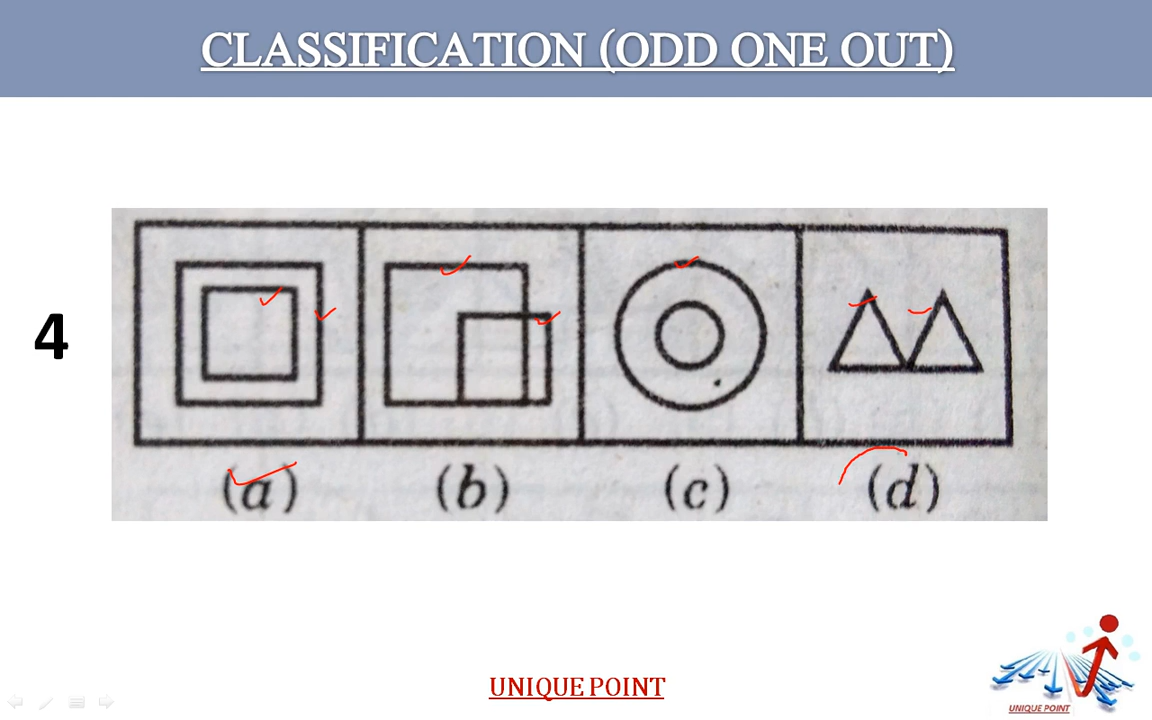 CLASSIFICATION (ODD ONE OUT)
4
(a) (b) (c) (d)
UNIQUE POINT
UNIQUE POINT